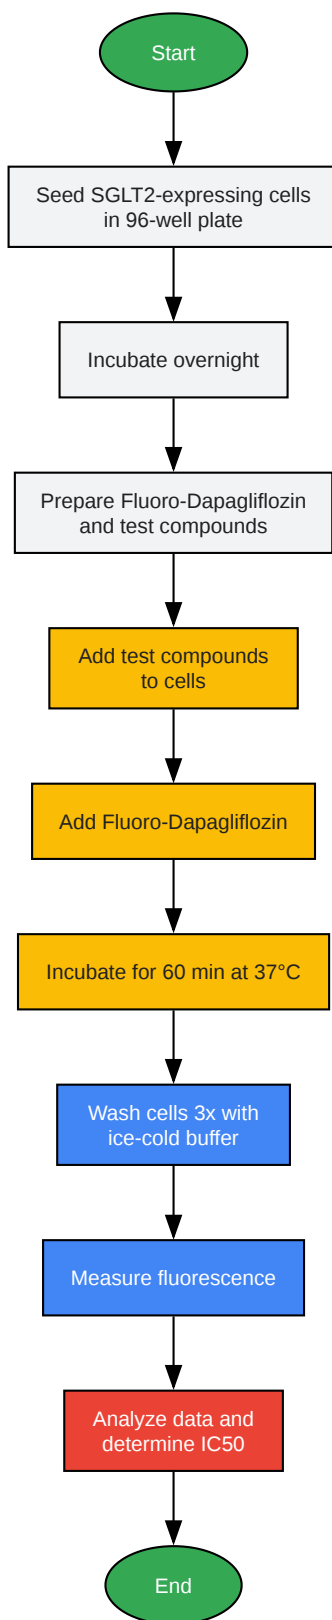 Start
Seed SGLT2-expressing cells
in 96-well plate
Incubate overnight
Prepare Fluoro-Dapagliflozin
and test compounds
Add test compounds
to cells
Add Fluoro-Dapagliflozin
Incubate for 60 min at 37°C
Wash cells 3x with
ice-cold buffer
Measure fluorescence
Analyze data and
determine IC50
End